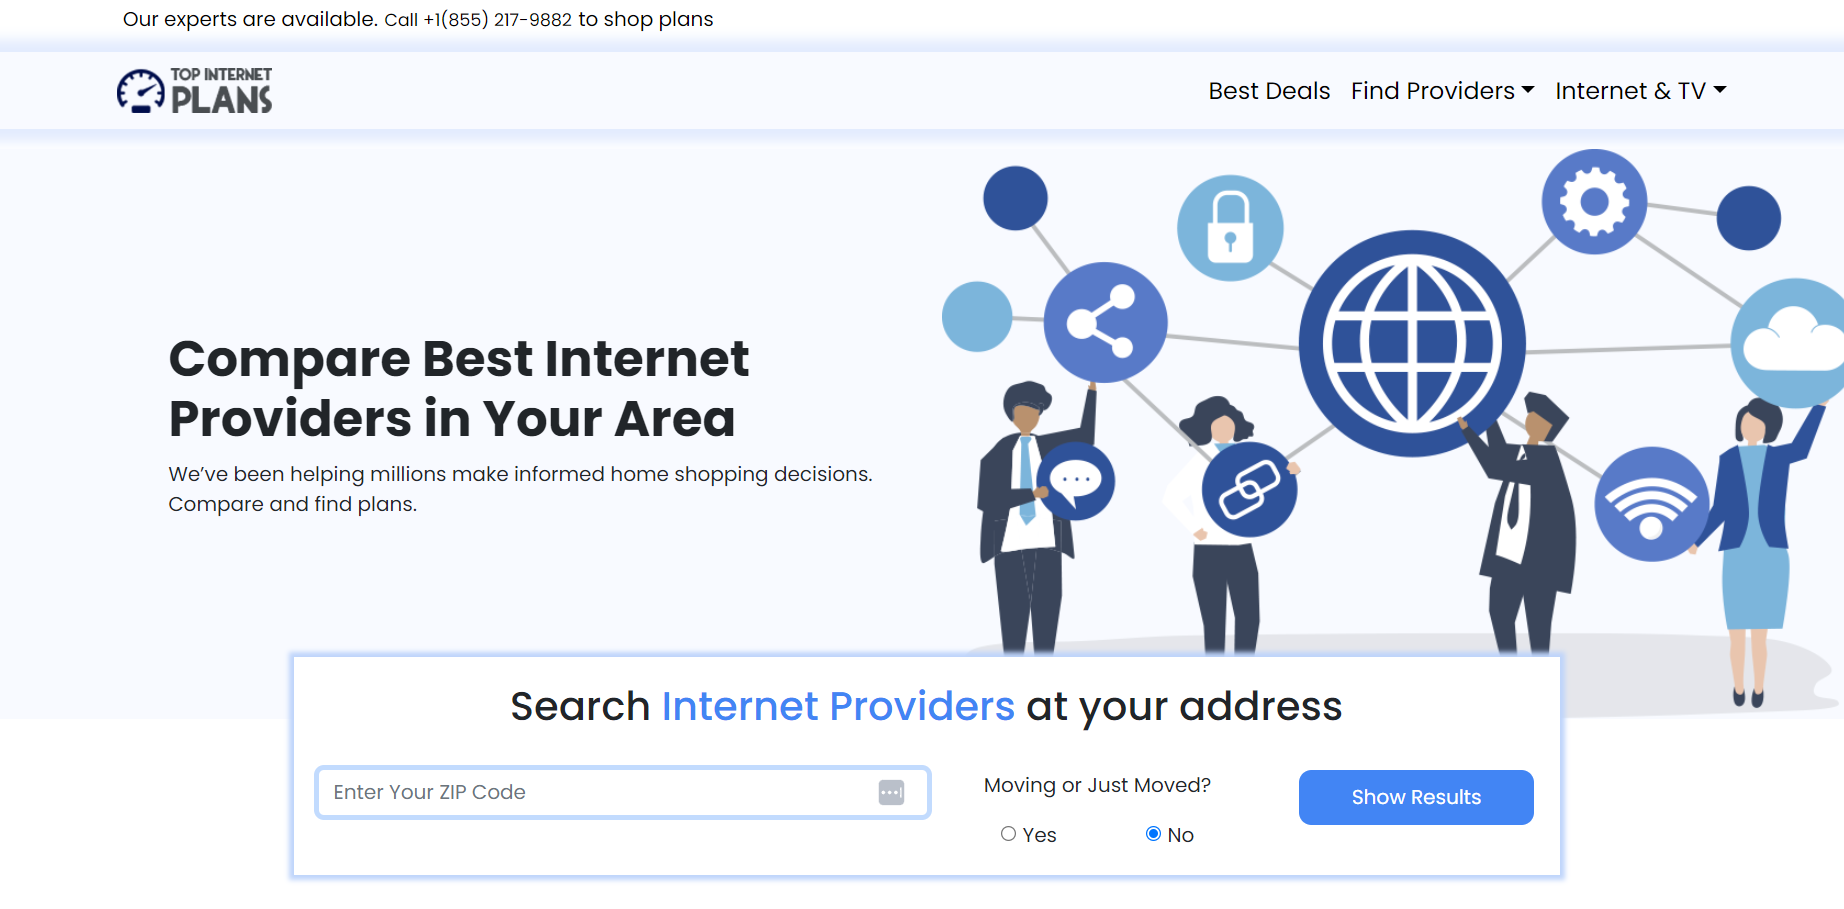 Our experts are available. Call +1(855) 217-9882 to shop plans
TOP INTERNET
PLANS
Best Deals Find Providers Internet & TV
Compare Best Internet
Providers in Your Area
We’ve been helping millions make informed home shopping decisions.
Compare and find plans.
Search Internet Providers at your address
Enter Your ZIP Code
Moving or Just Moved?
Yes No
Show Results